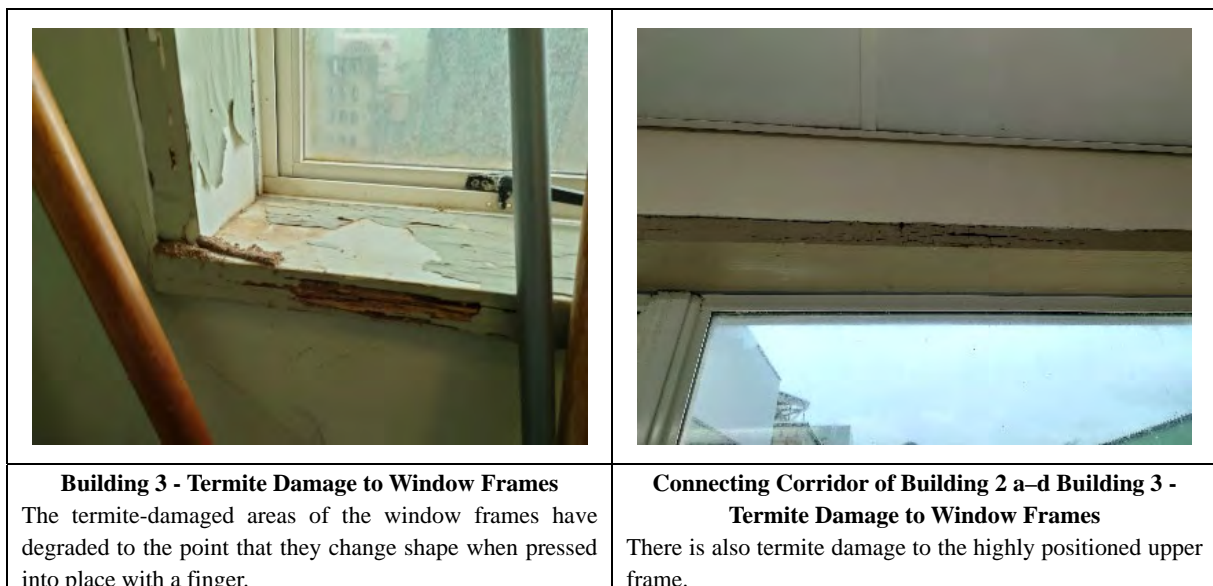 Building 3 - Termite Damage to Window Frames
The termite-damaged areas of the window frames have
degraded to the point that they change shape when pressed
into place with a finger.
Connecting Corridor of Building 2 a–d Building 3 -
Termite Damage to Window Frames
There is also termite damage to the highly positioned upper
frame.